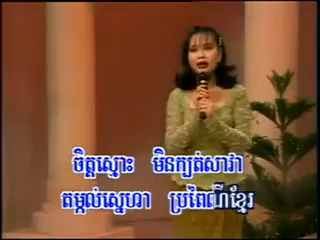 ចិត្តស្មោះ មិនក្បត់សាវា
តម្កល់ស្នេហា ប្រពៃណីខ្មែរ